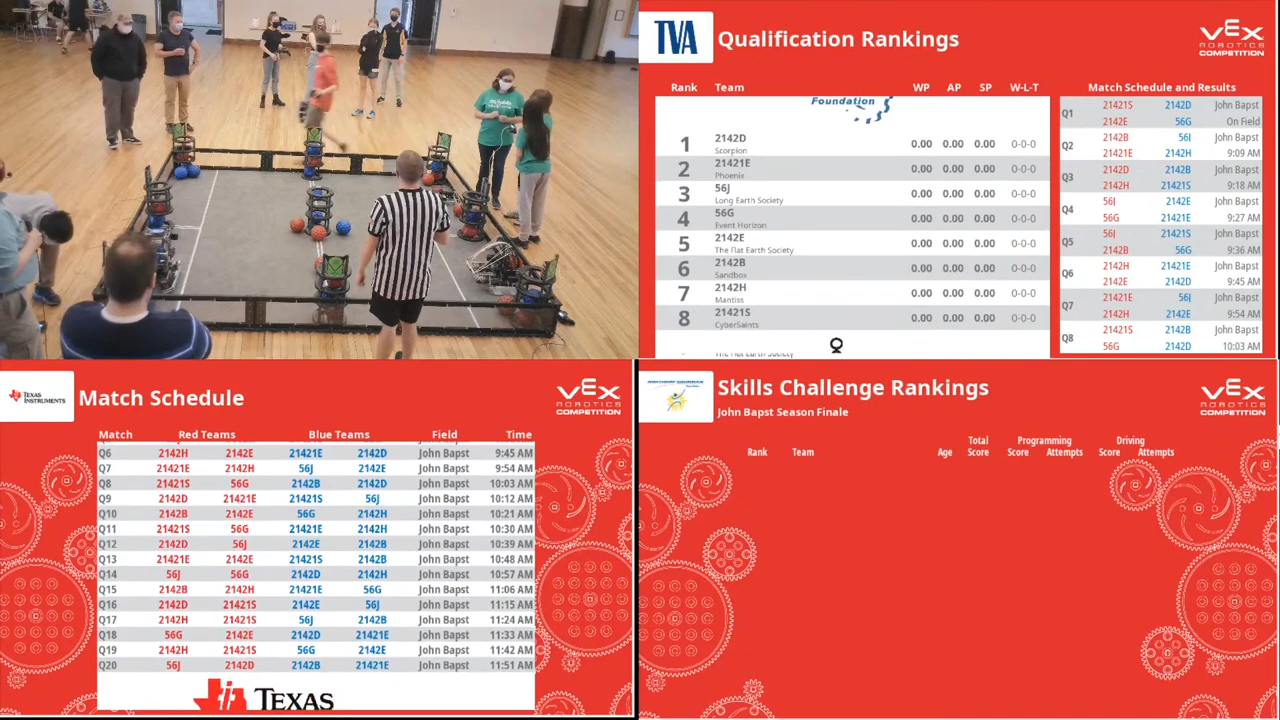 TVA
Qualification Rankings
VEX
ROBOTICS
COMPETITION
Rank Team WP AP SP W-L-T
Foundation
1 2142D 0.00 0.00 0.00 0-0-0
Scorpion
2 21421E 0.00 0.00 0.00 0-0-0
Phoenix
3 56J 0.00 0.00 0.00 0-0-0
Long Earth Society
4 56G 0.00 0.00 0.00 0-0-0
Event Horizon
5 2142E 0.00 0.00 0.00 0-0-0
The Flat Earth Society
6 2142B 0.00 0.00 0.00 0-0-0
Sandbox
7 2142H 0.00 0.00 0.00 0-0-0
Mantiss
8 21421S 0.00 0.00 0.00 0-0-0
CyberSaints
The Flat Earth Society
Match Schedule and Results
Q1 21421S 2142D John Bapst
2142E 56G On Field
Q2 2142B 56J John Bapst
21421E 2142H 9:09 AM
Q3 2142D 2142B John Bapst
2142H 21421S 9:18 AM
Q4 56J 2142E John Bapst
56G 21421E 9:27 AM
Q5 56J 21421S John Bapst
2142B 56G 9:36 AM
Q6 2142H 21421E John Bapst
2142E 2142D 9:45 AM
Q7 21421E 56J John Bapst
2142H 2142E 9:54 AM
Q8 21421S 2142B John Bapst
56G 2142D 10:03 AM
TEXAS INSTRUMENTS
Match Schedule
VEX
ROBOTICS
COMPETITION
Match Red Teams Blue Teams Field Time
Q6 2142H 2142E 21421E 2142D John Bapst 9:45 AM
Q7 21421E 2142H 56J 2142E John Bapst 9:54 AM
Q8 21421S 56G 2142B 2142D John Bapst 10:03 AM
Q9 2142D 21421E 21421S 56J John Bapst 10:12 AM
Q10 2142B 2142E 56G 2142H John Bapst 10:21 AM
Q11 21421S 56G 21421E 2142H John Bapst 10:30 AM
Q12 2142D 56J 2142E 2142B John Bapst 10:39 AM
Q13 21421E 2142E 21421S 2142B John Bapst 10:48 AM
Q14 56J 56G 2142D 2142H John Bapst 10:57 AM
Q15 2142B 2142H 21421E 56G John Bapst 11:06 AM
Q16 2142D 21421S 2142E 56J John Bapst 11:15 AM
Q17 2142H 21421S 56J 2142B John Bapst 11:24 AM
Q18 56G 2142E 2142D 21421E John Bapst 11:33 AM
Q19 2142H 21421S 56G 2142E John Bapst 11:42 AM
Q20 56J 2142D 2142B 21421E John Bapst 11:51 AM
TEXAS
Skills Challenge Rankings
John Bapst Season Finale
VEX
ROBOTICS
COMPETITION
Total Programming Driving
Rank Team Age Score Score Attempts Score Attempts